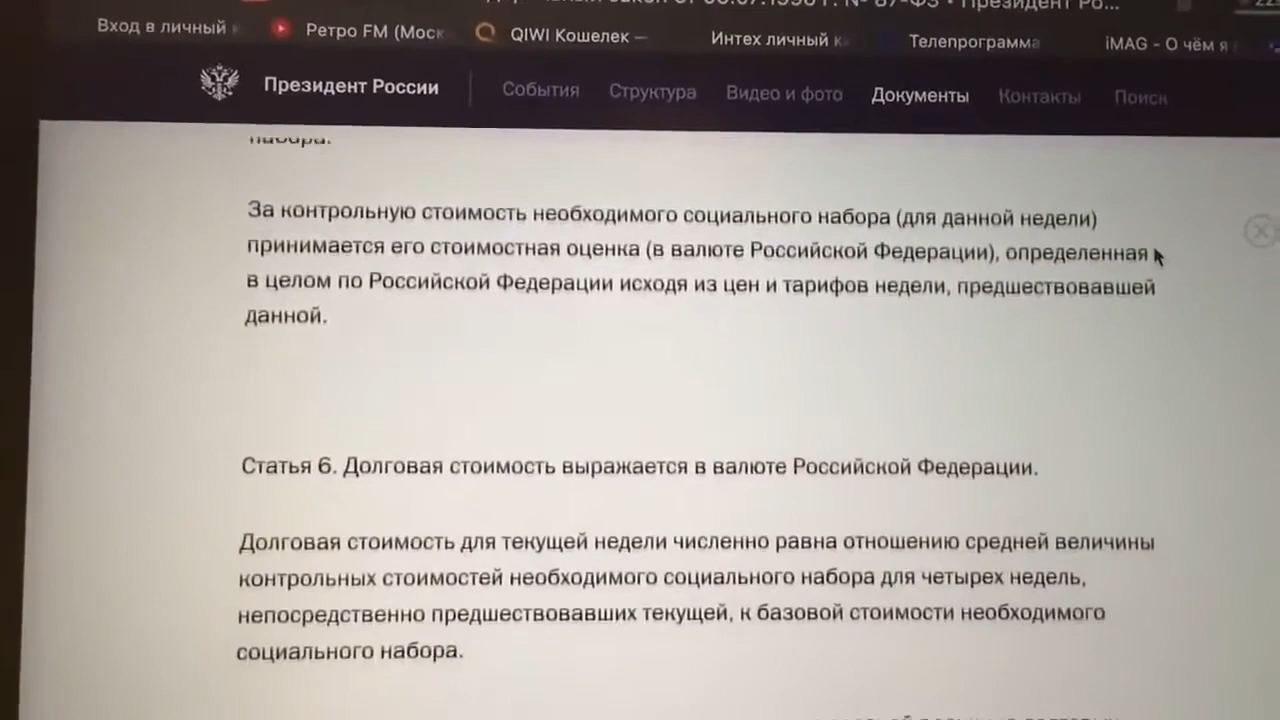 Вход в личный
Ретро FM (Моск
QIWI Кошелек —
Интех личный к
Телепрограмма
iMAG - О чём я
Президент России
События
Структура
Видео и фото
Документы
Контакты
Поиск
набора.
За контрольную стоимость необходимого социального набора (для данной недели)
принимается его стоимостная оценка (в валюте Российской Федерации), определенная
в целом по Российской Федерации исходя из цен и тарифов недели, предшествовавшей
данной.
Статья 6. Долговая стоимость выражается в валюте Российской Федерации.
Долговая стоимость для текущей недели численно равна отношению средней величины
контрольных стоимостей необходимого социального набора для четырех недель,
непосредственно предшествовавших текущей, к базовой стоимости необходимого
социального набора.